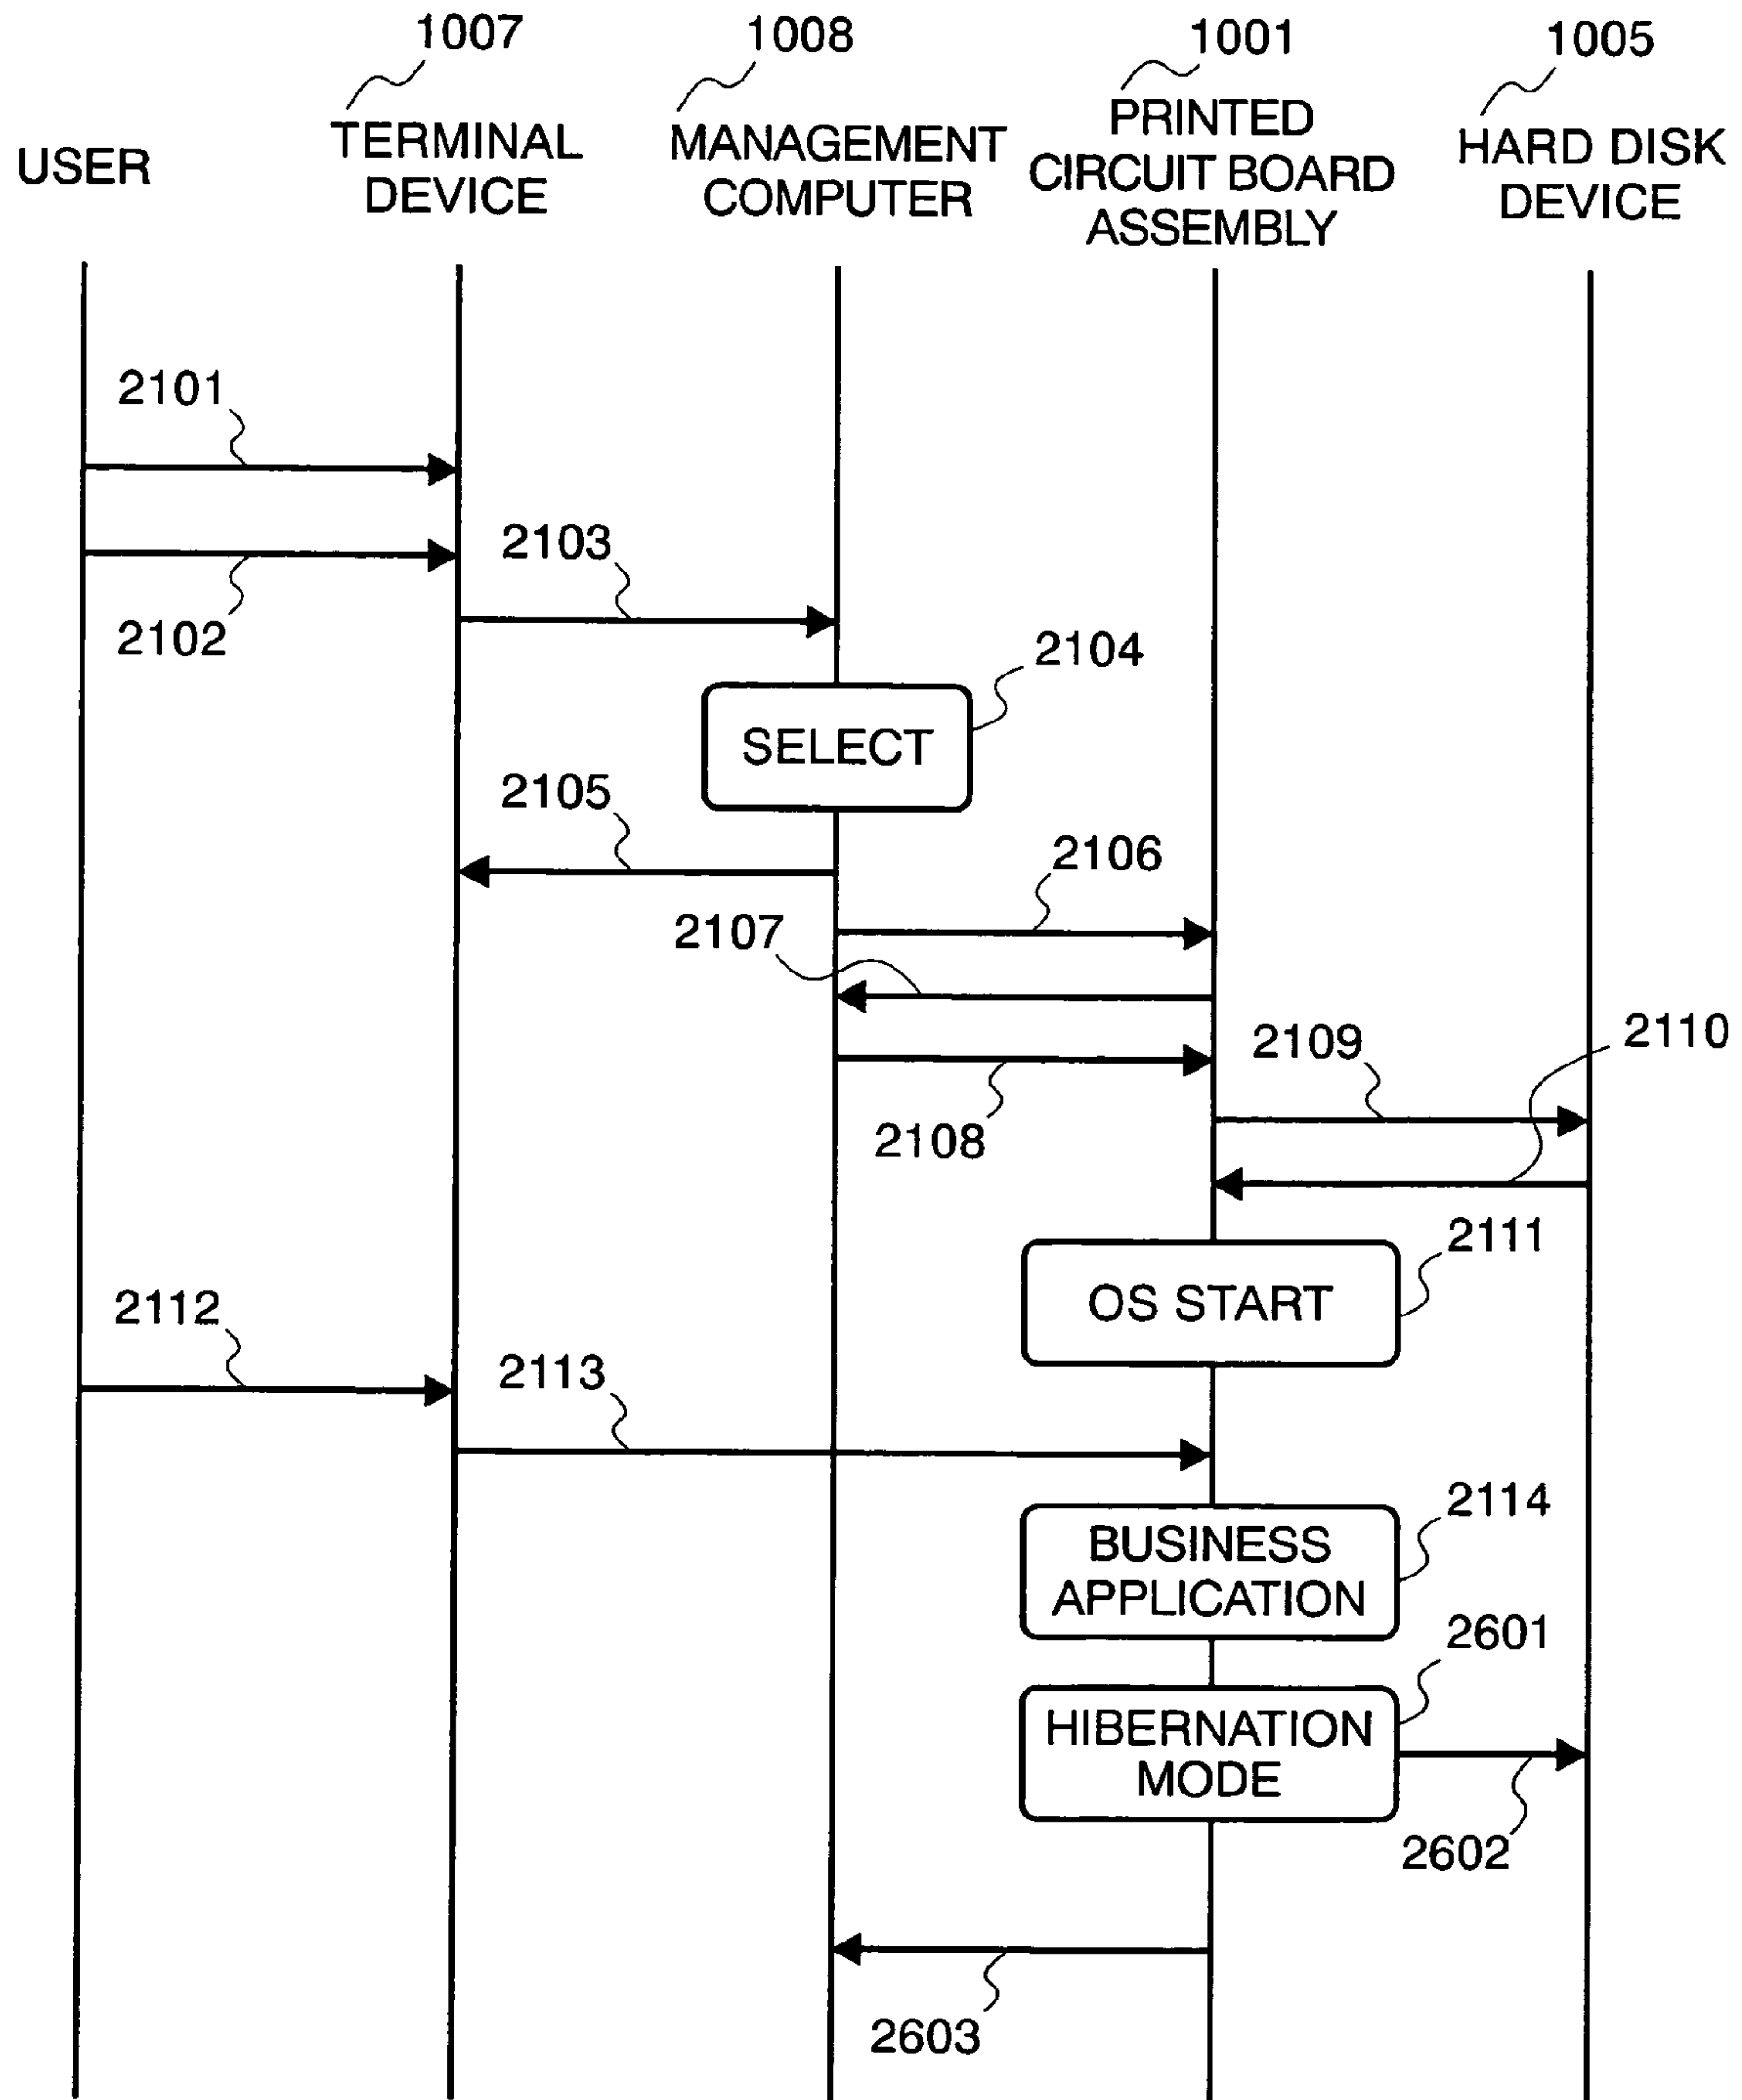 1007
1008
1001
1005
USER
TERMINAL
DEVICE
MANAGEMENT
COMPUTER
PRINTED
CIRCUIT BOARD
ASSEMBLY
HARD DISK
DEVICE
2101
2102
2103
2104
SELECT
2105
2106
2107
2108
2109
2110
2111
OS START
2112
2113
2114
BUSINESS
APPLICATION
2601
HIBERNATION
MODE
2602
2603